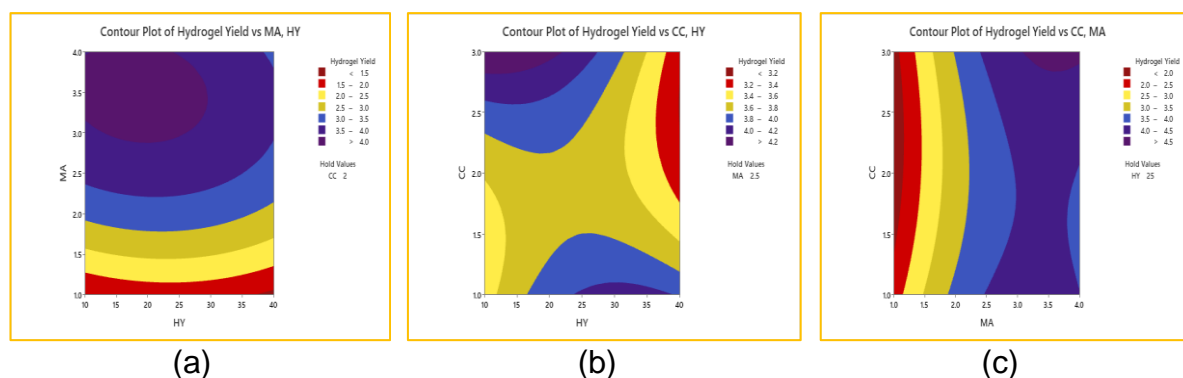 Contour Plot of Hydrogel Yield vs MA, HY
4.0
3.5
3.0
2.5
2.0
1.5
1.0
MA
10 15 20 25 30 35 40
HY
Hydrogel Yield
< 1.5
1.5 – 2.0
2.0 – 2.5
2.5 – 3.0
3.0 – 3.5
3.5 – 4.0
> 4.0
Hold Values
CC 2
(a)
Contour Plot of Hydrogel Yield vs CC, HY
3.0
2.5
2.0
1.5
1.0
CC
10 15 20 25 30 35 40
HY
Hydrogel Yield
< 3.2
3.2 – 3.4
3.4 – 3.6
3.6 – 3.8
3.8 – 4.0
4.0 – 4.2
> 4.2
Hold Values
MA 2.5
(b)
Contour Plot of Hydrogel Yield vs CC, MA
3.0
2.5
2.0
1.5
1.0
CC
1.0 1.5 2.0 2.5 3.0 3.5 4.0
MA
Hydrogel Yield
< 2.0
2.0 – 2.5
2.5 – 3.0
3.0 – 3.5
3.5 – 4.0
4.0 – 4.5
> 4.5
Hold Values
HY 25
(c)